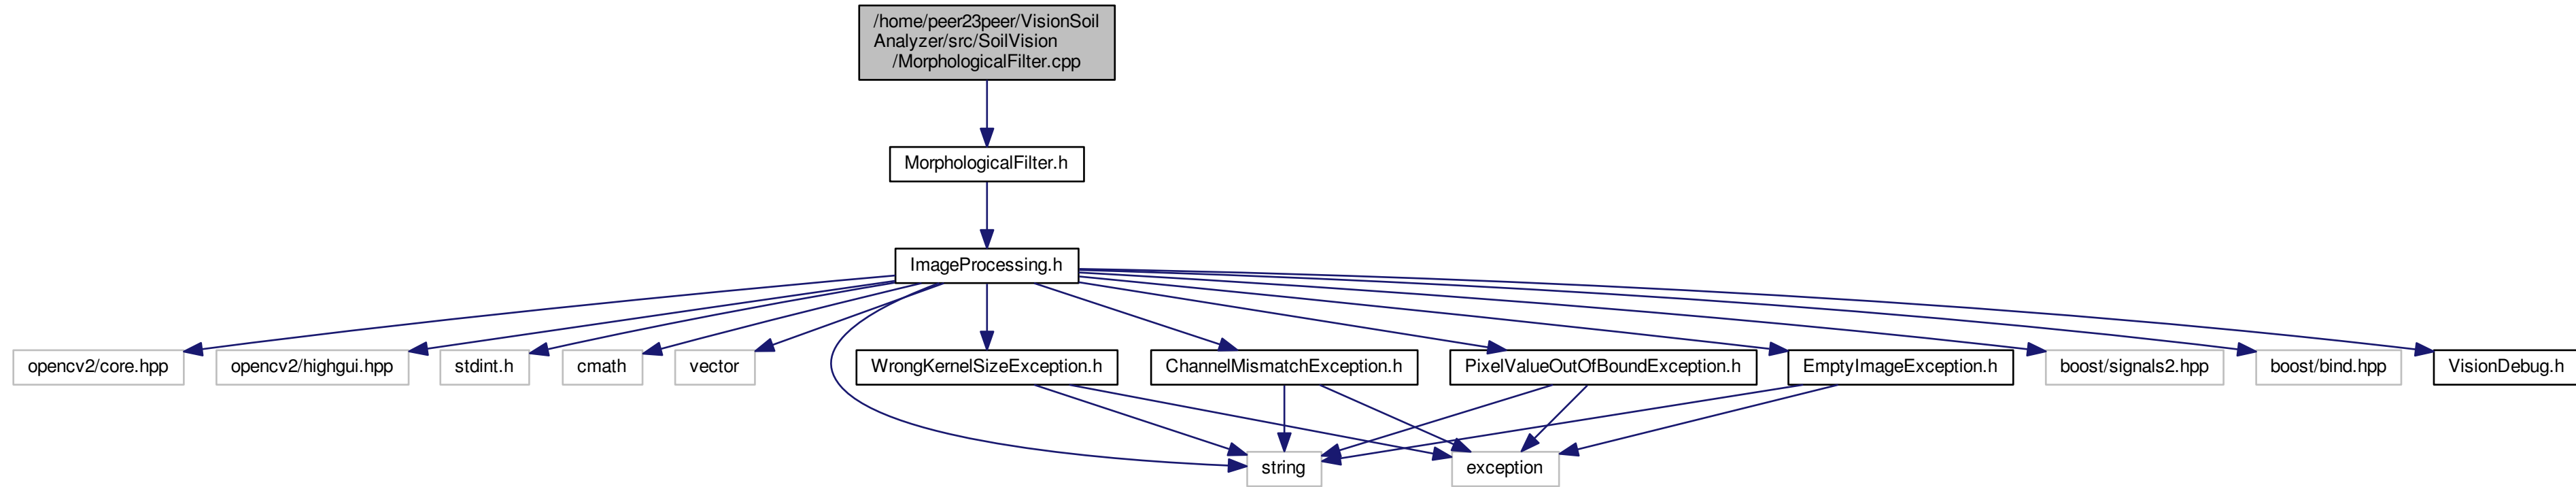 /home/peer23peer/VisionSoil
Analyzer/src/SoilVision
/MorphologicalFilter.cpp
MorphologicalFilter.h
ImageProcessing.h
opencv2/core.hpp
opencv2/highgui.hpp
stdint.h
cmath
vector
WrongKernelSizeException.h
ChannelMismatchException.h
PixelValueOutOfBoundException.h
EmptyImageException.h
boost/signals2.hpp
boost/bind.hpp
VisionDebug.h
string
exception